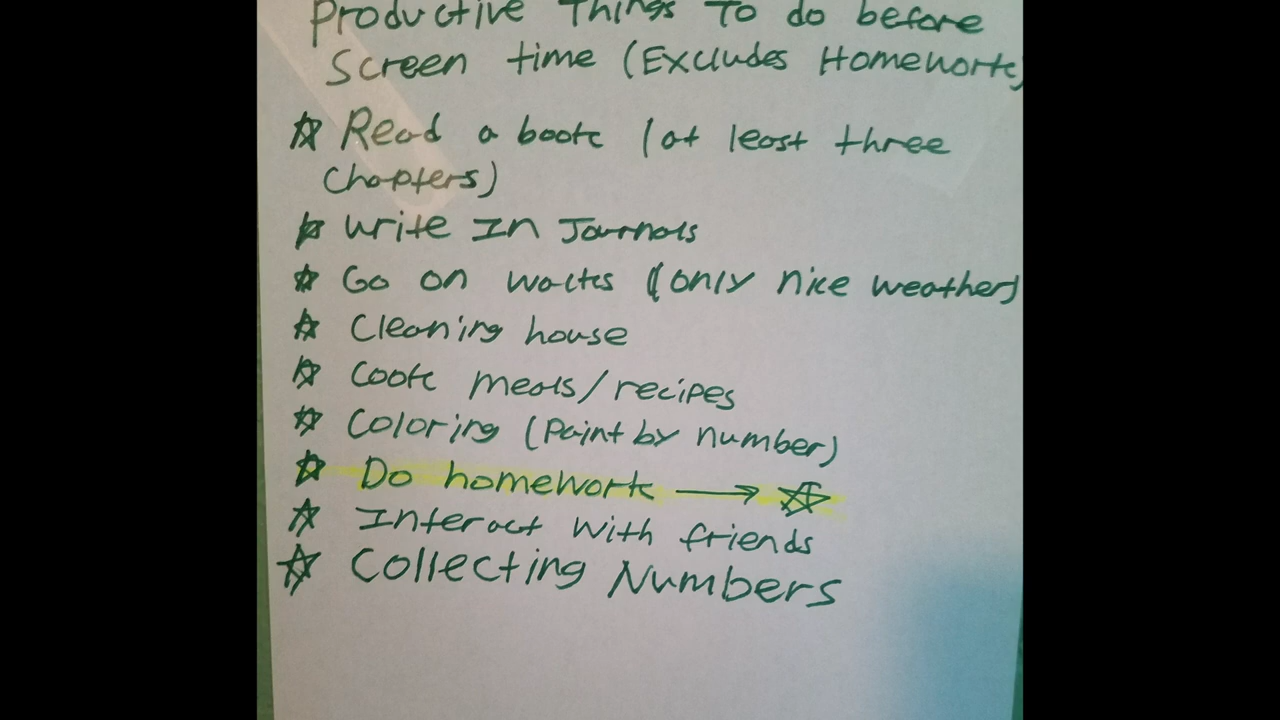 Productive Things To do before
Screen time (Excludes Homework)
☆ Read a book (at least three
Chapters)
☆ Write In Journals
☆ Go on walks (only nice weather)
☆ Cleaning house
☆ Cook meals/recipes
☆ Coloring (Paint by number)
☆ Do homework → ☆
☆ Interact with friends
☆ Collecting Numbers